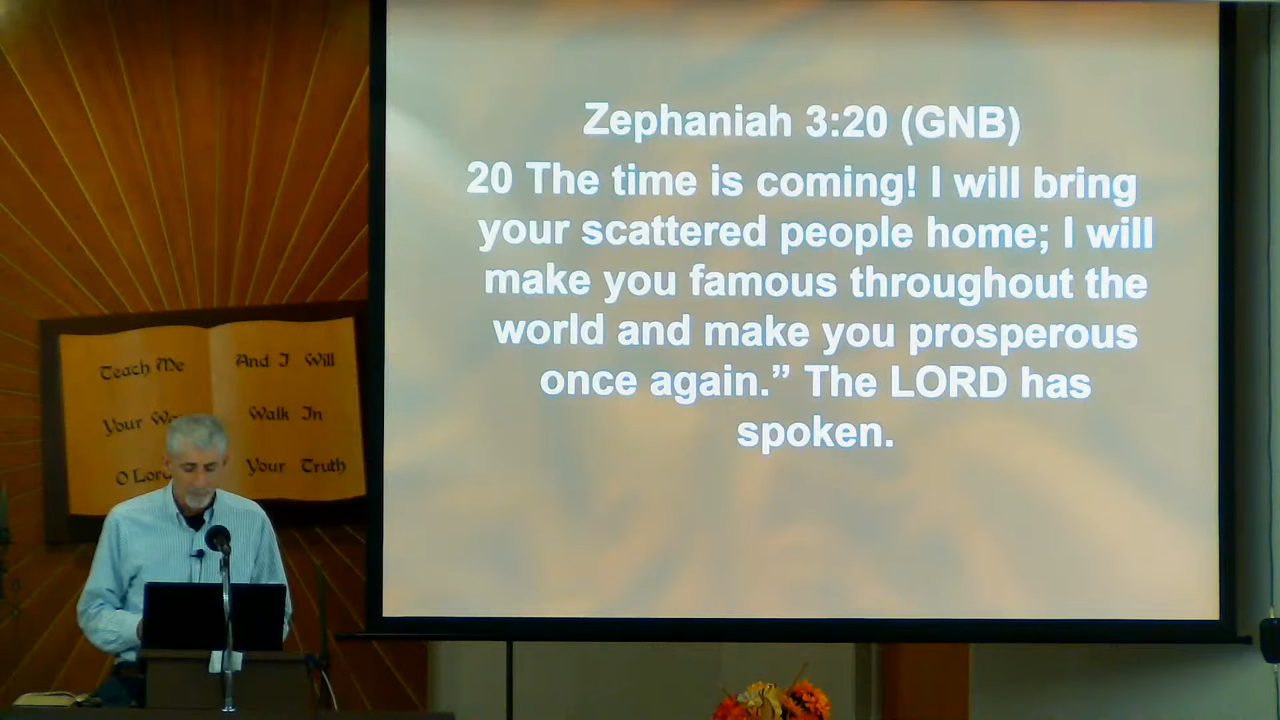 Zephaniah 3:20 (GNB)
20 The time is coming! I will bring
your scattered people home; I will
make you famous throughout the
world and make you prosperous
once again.” The LORD has
spoken.
Teach Me
Your
O Lord
And I Will
Walk In
Your Truth